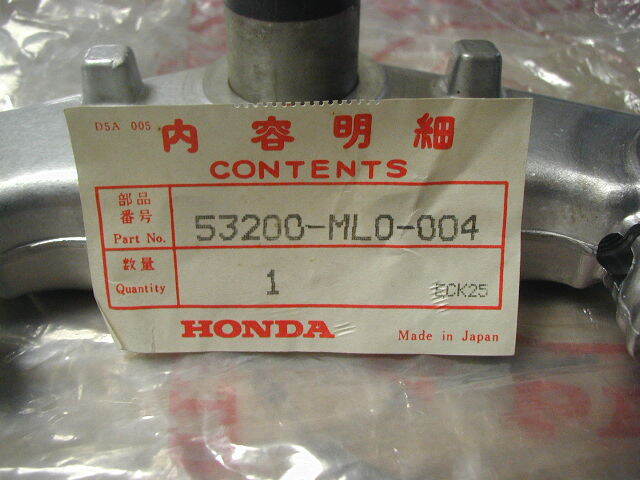 D5A 005
内容明細
CONTENTS
部品
番号
Part No.
53200-ML0-004
数量
Quantity
1
ECK25
HONDA
Made in Japan